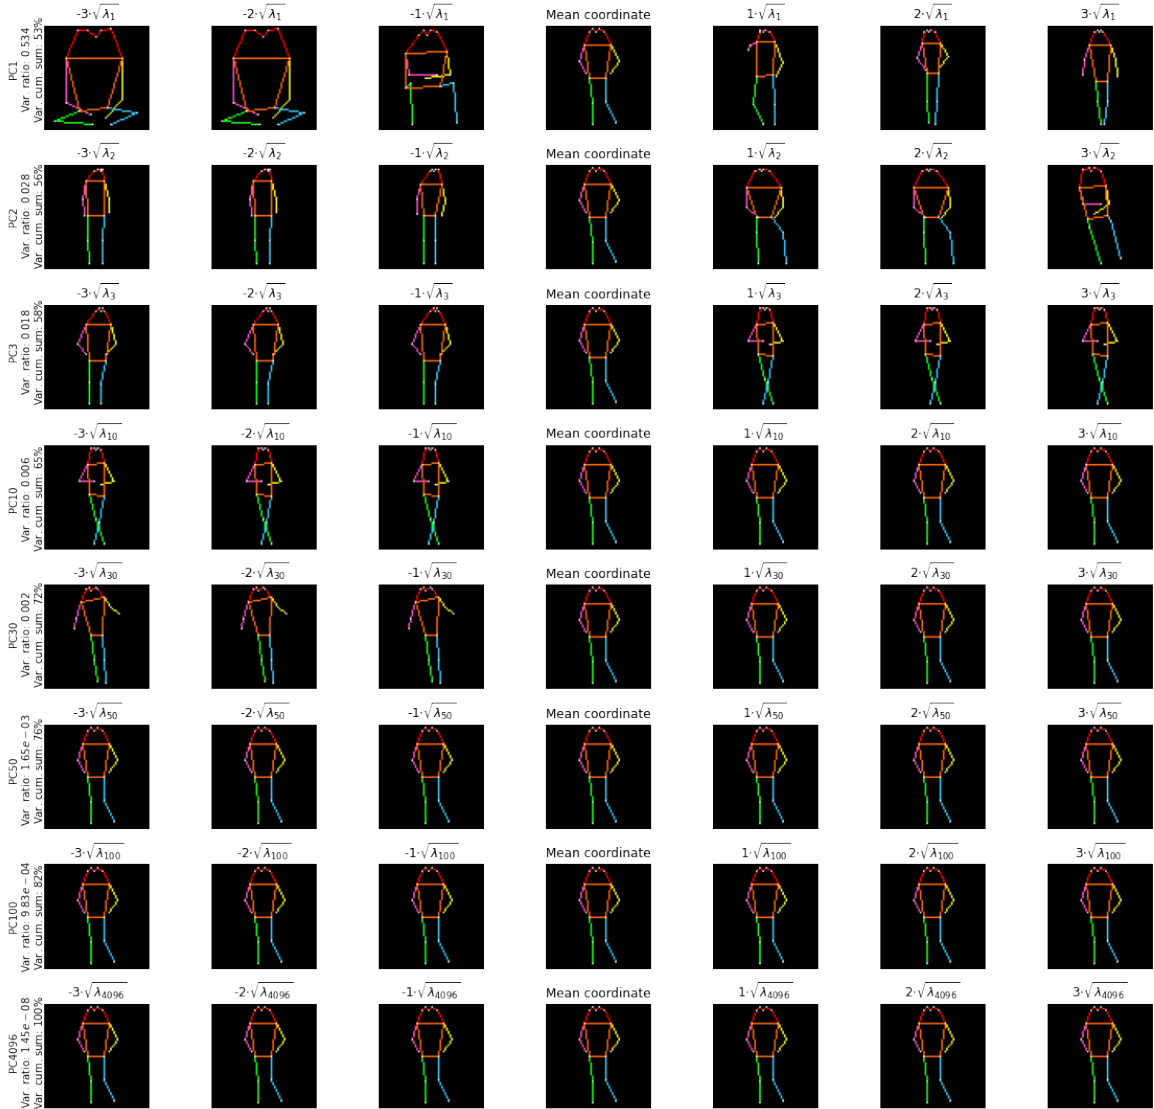 -3·√λ1 -2·√λ1 -1·√λ1 Mean coordinate 1·√λ1 2·√λ1 3·√λ1
PC1
Var. ratio: 0.534
Var. cum. sum: 53%
-3·√λ2 -2·√λ2 -1·√λ2 Mean coordinate 1·√λ2 2·√λ2 3·√λ2
PC2
Var. ratio: 0.028
Var. cum. sum: 56%
-3·√λ3 -2·√λ3 -1·√λ3 Mean coordinate 1·√λ3 2·√λ3 3·√λ3
PC3
Var. ratio: 0.018
Var. cum. sum: 58%
-3·√λ10 -2·√λ10 -1·√λ10 Mean coordinate 1·√λ10 2·√λ10 3·√λ10
PC10
Var. ratio: 0.006
Var. cum. sum: 65%
-3·√λ30 -2·√λ30 -1·√λ30 Mean coordinate 1·√λ30 2·√λ30 3·√λ30
PC30
Var. ratio: 0.002
Var. cum. sum: 72%
-3·√λ50 -2·√λ50 -1·√λ50 Mean coordinate 1·√λ50 2·√λ50 3·√λ50
PC50
Var. ratio: 1.65e−03
Var. cum. sum: 76%
-3·√λ100 -2·√λ100 -1·√λ100 Mean coordinate 1·√λ100 2·√λ100 3·√λ100
PC100
Var. ratio: 9.83e−04
Var. cum. sum: 82%
-3·√λ4096 -2·√λ4096 -1·√λ4096 Mean coordinate 1·√λ4096 2·√λ4096 3·√λ4096
PC4096
Var. ratio: 1.45e−08
Var. cum. sum: 100%